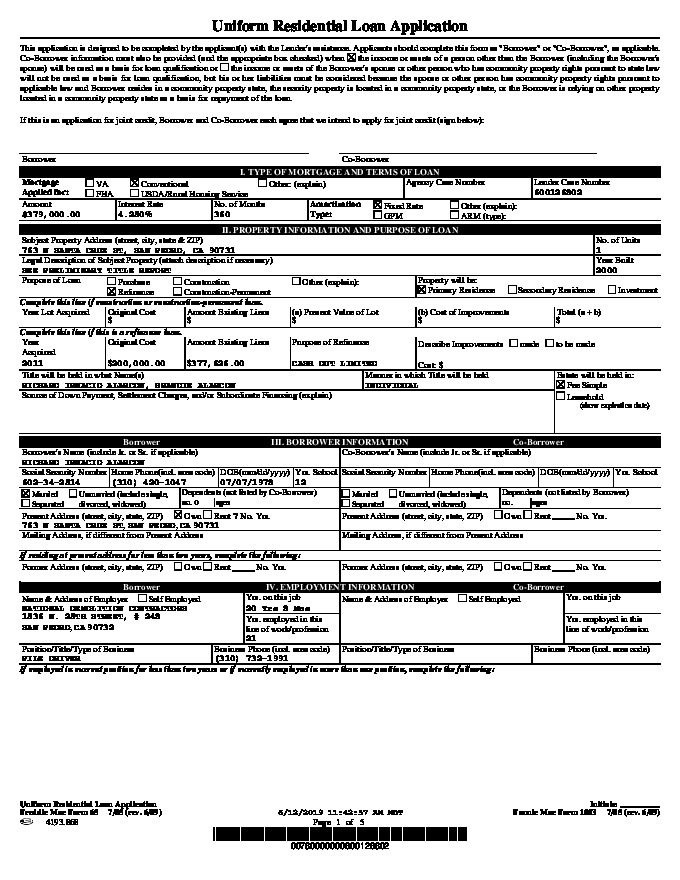 Uniform Residential Loan Application
This application is designed to be completed by the applicant(s) with the Lender's assistance. Applicants should complete this form as "Borrower" or "Co-Borrower", as applicable.
Co-Borrower information must also be provided (and the appropriate box checked) when ☒ the income or assets of a person other than the Borrower (including the Borrower's
spouse) will be used as a basis for loan qualification or ☐ the income or assets of the Borrower's spouse or other person who has community property rights pursuant to state law
will not be used as a basis for loan qualification, but his or her liabilities must be considered because the spouse or other person has community property rights pursuant to
applicable law and Borrower resides in a community property state, the security property is located in a community property state, or the Borrower is relying on other property
located in a community property state as a basis for repayment of the loan.
If this is an application for joint credit, Borrower and Co-Borrower each agree that we intend to apply for joint credit (sign below):
Borrower Co-Borrower
I. TYPE OF MORTGAGE AND TERMS OF LOAN
Mortgage ☐ VA ☒ Conventional ☐ Other: (explain) Agency Case Number Lender Case Number
Applied for: ☐ FHA ☐ USDA/Rural Housing Service 600126802
Amount Interest Rate No. of Months Amortization ☒ Fixed Rate ☐ Other (explain):
$379,000.00 4.250% 360 Type: ☐ GPM ☐ ARM (type):
II. PROPERTY INFORMATION AND PURPOSE OF LOAN
Subject Property Address (street, city, state & ZIP) No. of Units
763 W SANTA CRUZ ST, SAN PEDRO, CA 90731 1
Legal Description of Subject Property (attach description if necessary) Year Built
SEE PRELIMINARY TITLE REPORT 2000
Purpose of Loan ☐ Purchase ☐ Construction ☐ Other (explain): Property will be:
☒ Refinance ☐ Construction-Permanent ☒ Primary Residence ☐ Secondary Residence ☐ Investment
Complete this line if construction or construction-permanent loan.
Year Lot Acquired Original Cost Amount Existing Liens (a) Present Value of Lot (b) Cost of Improvements Total (a + b)
$ $ $ $ $
Complete this line if this is a refinance loan.
Year Original Cost Amount Existing Liens Purpose of Refinance Describe Improvements ☐ made ☐ to be made
Acquired
2011 $200,000.00 $377,626.00 CASH OUT LIMITED Cost: $
Title will be held in what Name(s) Manner in which Title will be held Estate will be held in:
ALARCON, ALARCON INDIVIDUAL ☒ Fee Simple
Source of Down Payment, Settlement Charges, and/or Subordinate Financing (explain) ☐ Leasehold
(show expiration date)
Borrower III. BORROWER INFORMATION Co-Borrower
Borrower's Name (include Jr. or Sr. if applicable) Co-Borrower's Name (include Jr. or Sr. if applicable)
ALARCON
Social Security Number Home Phone(incl. area code) DOB(mm/dd/yyyy) Yrs. School Social Security Number Home Phone(incl. area code) DOB(mm/dd/yyyy) Yrs. School
602-34-2814 (310) 420-1047 07/07/1978 12
☒ Married ☐ Unmarried (include single, Dependents (not listed by Co-Borrower) ☐ Married ☐ Unmarried (include single, Dependents (not listed by Borrower)
☐ Separated divorced, widowed) no. 0 ages ☐ Separated divorced, widowed) no. ages
Present Address (street, city, state, ZIP) ☒ Own ☐ Rent 7 No. Yrs. Present Address (street, city, state, ZIP) ☐ Own ☐ Rent ____ No. Yrs.
763 W SANTA CRUZ ST, SAN PEDRO, CA 90731
Mailing Address, if different from Present Address Mailing Address, if different from Present Address
If residing at present address for less than two years, complete the following:
Former Address (street, city, state, ZIP) ☐ Own ☐ Rent ____ No. Yrs. Former Address (street, city, state, ZIP) ☐ Own ☐ Rent ____ No. Yrs.
Borrower IV. EMPLOYMENT INFORMATION Co-Borrower
Name & Address of Employer ☐ Self Employed Yrs. on this job Name & Address of Employer ☐ Self Employed Yrs. on this job
NATIONAL DEMOLITION CONTRACTORS 20 Yrs 8 Mos
1536 W. 25TH STREET, # 248 Yrs. employed in this Yrs. employed in this
SAN PEDRO, CA 90732 line of work/profession line of work/profession
21
Position/Title/Type of Business Business Phone (incl. area code) Position/Title/Type of Business Business Phone (incl. area code)
PILE DRIVER (310) 732-1991
If employed in current position for less than two years or if currently employed in more than one position, complete the following:
Uniform Residential Loan Application Initials: ________
Freddie Mac Form 65 7/05 (rev. 6/09) 6/12/2019 11:42:57 AM MDT Fannie Mae Form 1003 7/05 (rev. 6/09)
4193.868 Page 1 of 5